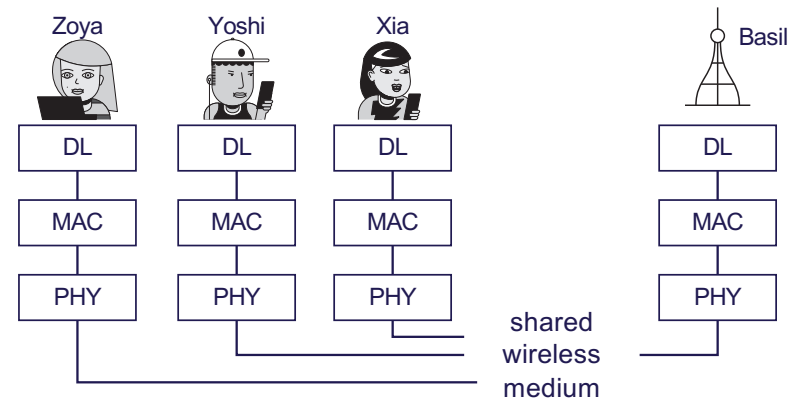 Zoya
Yoshi
Xia
Basil
DL
DL
DL
DL
MAC
MAC
MAC
MAC
PHY
PHY
PHY
PHY
shared
wireless
medium